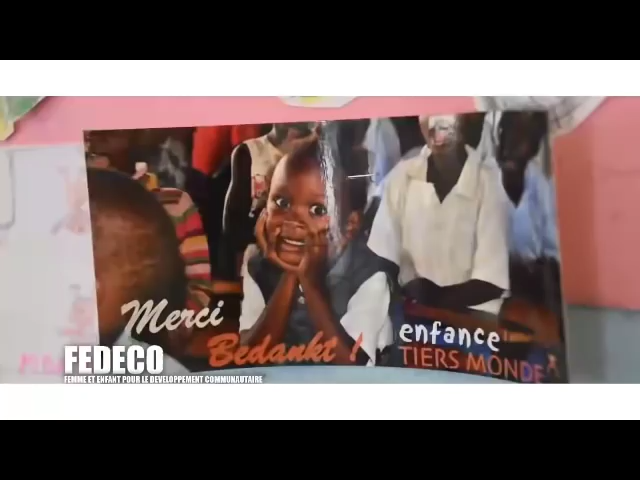 Merci
Bedankt !
enfance
TIERS MONDE
FEDECO
FEMME ET ENFANT POUR LE DEVELOPPEMENT COMMUNAUTAIRE